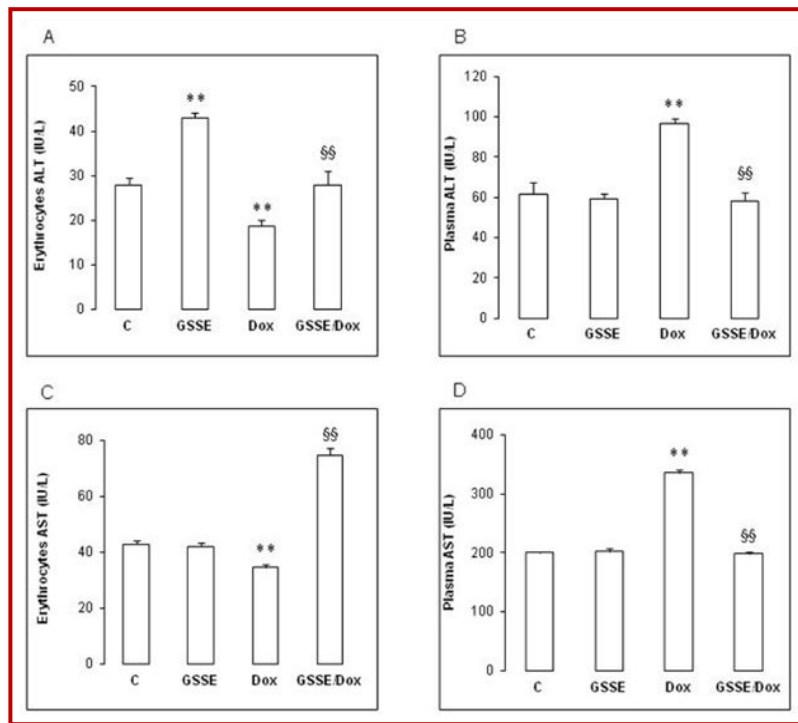 A
Erythrocytes ALT (IU/L)
50
40
30
20
10
0
**
**
§§
C GSSE Dox GSSE/Dox
B
Plasma ALT (IU/L)
120
100
80
60
40
20
0
**
§§
C GSSE Dox GSSE/Dox
C
Erythrocytes AST (IU/L)
80
60
40
20
0
**
§§
C GSSE Dox GSSE/Dox
D
Plasma AST (IU/L)
400
300
200
100
0
**
§§
C GSSE Dox GSSE/Dox